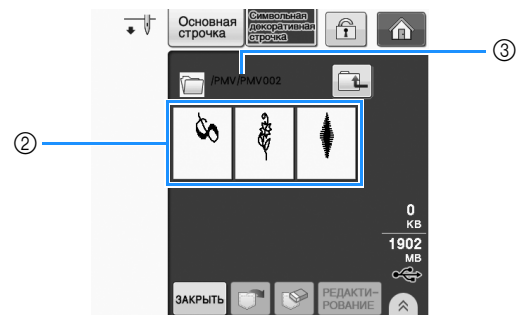 Основная
строчка
Символьная
декоративная
строчка
③
/PMV/PMV002
②
0
KB
1902
MB
ЗАКРЫТЬ
РЕДАКТИ-
РОВАНИЕ